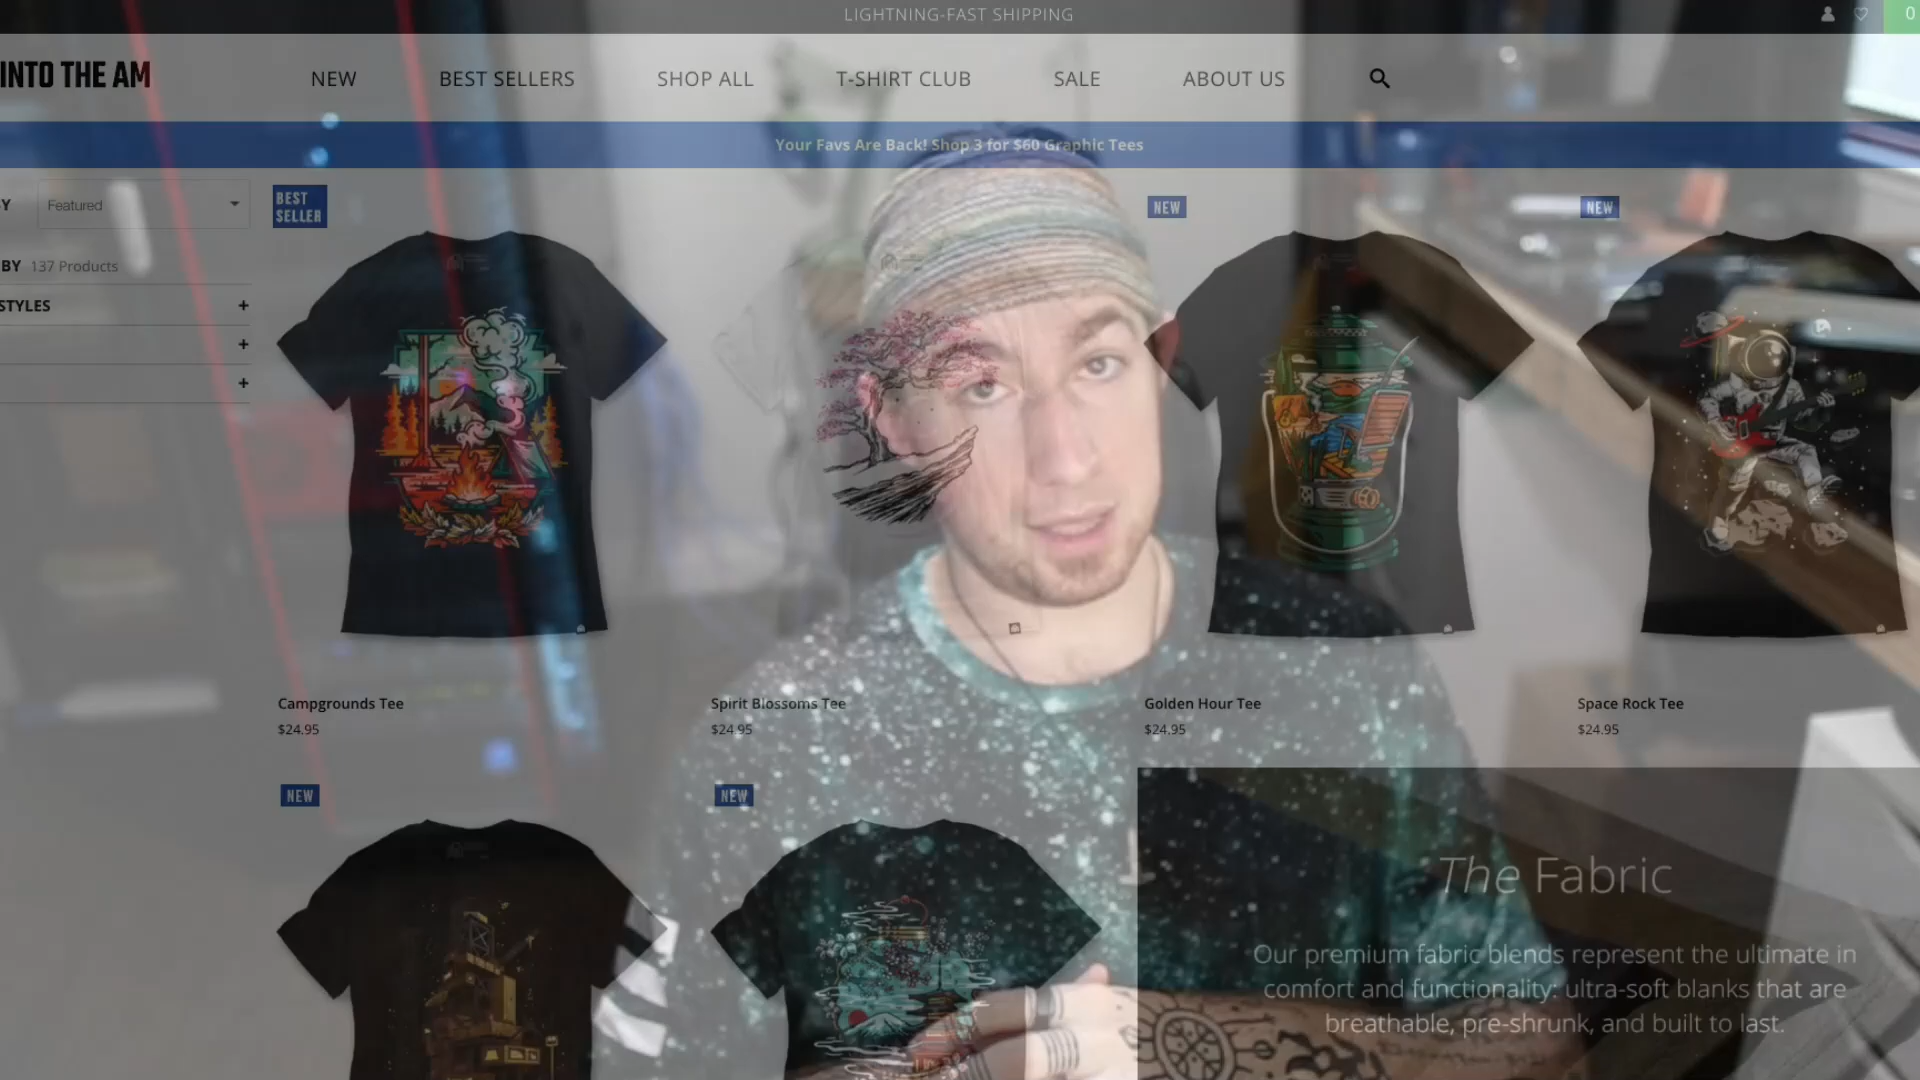 LIGHTNING-FAST SHIPPING
0
INTO THE AM
NEW
BEST SELLERS
SHOP ALL
T-SHIRT CLUB
SALE
ABOUT US
Your Favs Are Back! Shop 3 for $60 Graphic Tees
Y
Featured
BY 137 Products
STYLES
+
+
+
BEST
SELLER
NEW
NEW
Campgrounds Tee
$24.95
Spirit Blossoms Tee
$24.95
Golden Hour Tee
$24.95
Space Rock Tee
$24.95
NEW
NEW
The Fabric
Our premium fabric blends represent the ultimate in
comfort and functionality: ultra-soft blanks that are
breathable, pre-shrunk, and built to last.